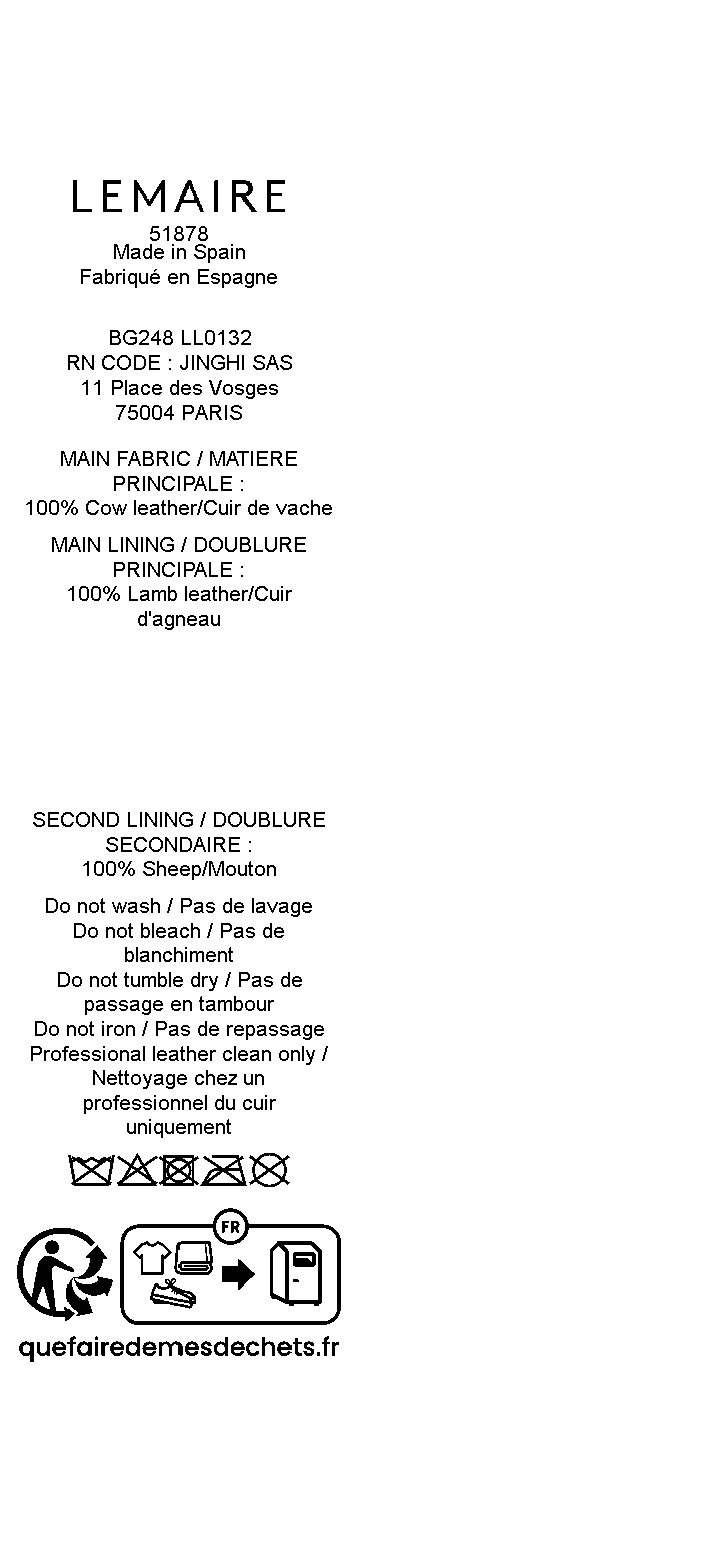 LEMAIRE
51878
Made in Spain
Fabriqué en Espagne
BG248 LL0132
RN CODE : JINGHI SAS
11 Place des Vosges
75004 PARIS
MAIN FABRIC / MATIERE
PRINCIPALE :
100% Cow leather/Cuir de vache
MAIN LINING / DOUBLURE
PRINCIPALE :
100% Lamb leather/Cuir
d'agneau
SECOND LINING / DOUBLURE
SECONDAIRE :
100% Sheep/Mouton
Do not wash / Pas de lavage
Do not bleach / Pas de
blanchiment
Do not tumble dry / Pas de
passage en tambour
Do not iron / Pas de repassage
Professional leather clean only /
Nettoyage chez un
professionnel du cuir
uniquement
FR
quefairedemesdechets.fr